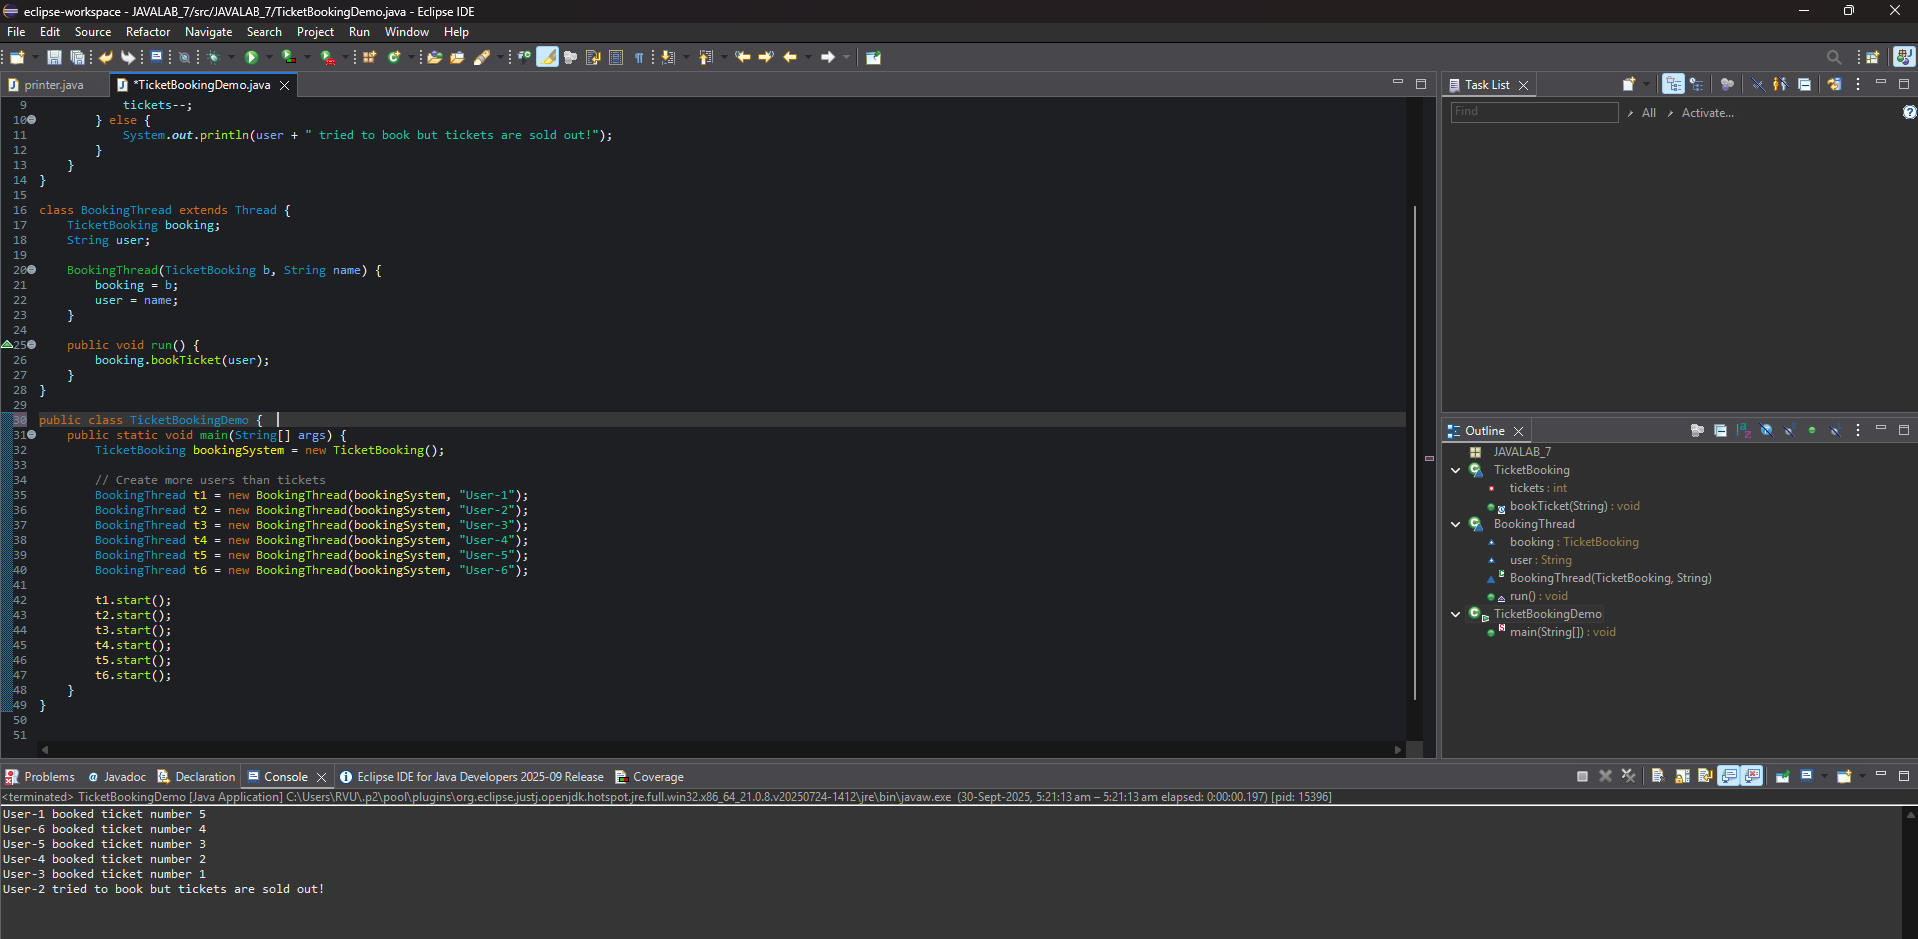 eclipse-workspace - JAVALAB_7/src/JAVALAB_7/TicketBookingDemo.java - Eclipse IDE
File Edit Source Refactor Navigate Search Project Run Window Help
printer.java *TicketBookingDemo.java
9 tickets--;
10 } else {
11 System.out.println(user + " tried to book but tickets are sold out!");
12 }
13 }
14 }
15
16 class BookingThread extends Thread {
17 TicketBooking booking;
18 String user;
19
20 BookingThread(TicketBooking b, String name) {
21 booking = b;
22 user = name;
23 }
24
25 public void run() {
26 booking.bookTicket(user);
27 }
28 }
29
30 public class TicketBookingDemo {
31 public static void main(String[] args) {
32 TicketBooking bookingSystem = new TicketBooking();
33
34 // Create more users than tickets
35 BookingThread t1 = new BookingThread(bookingSystem, "User-1");
36 BookingThread t2 = new BookingThread(bookingSystem, "User-2");
37 BookingThread t3 = new BookingThread(bookingSystem, "User-3");
38 BookingThread t4 = new BookingThread(bookingSystem, "User-4");
39 BookingThread t5 = new BookingThread(bookingSystem, "User-5");
40 BookingThread t6 = new BookingThread(bookingSystem, "User-6");
41
42 t1.start();
43 t2.start();
44 t3.start();
45 t4.start();
46 t5.start();
47 t6.start();
48 }
49 }
50
51
Task List
Find All Activate...
Outline
JAVALAB_7
TicketBooking
tickets : int
bookTicket(String) : void
BookingThread
booking : TicketBooking
user : String
BookingThread(TicketBooking, String)
run() : void
TicketBookingDemo
main(String[]) : void
Problems Javadoc Declaration Console Eclipse IDE for Java Developers 2025-09 Release Coverage
<terminated> TicketBookingDemo [Java Application] C:\Users\RVU\.p2\pool\plugins\org.eclipse.justj.openjdk.hotspot.jre.full.win32.x86_64_21.0.8.v20250724-1412\jre\bin\javaw.exe (30-Sept-2025, 5:21:13 am – 5:21:13 am elapsed: 0:00:00.197) [pid: 15396]
User-1 booked ticket number 5
User-6 booked ticket number 4
User-5 booked ticket number 3
User-4 booked ticket number 2
User-3 booked ticket number 1
User-2 tried to book but tickets are sold out!